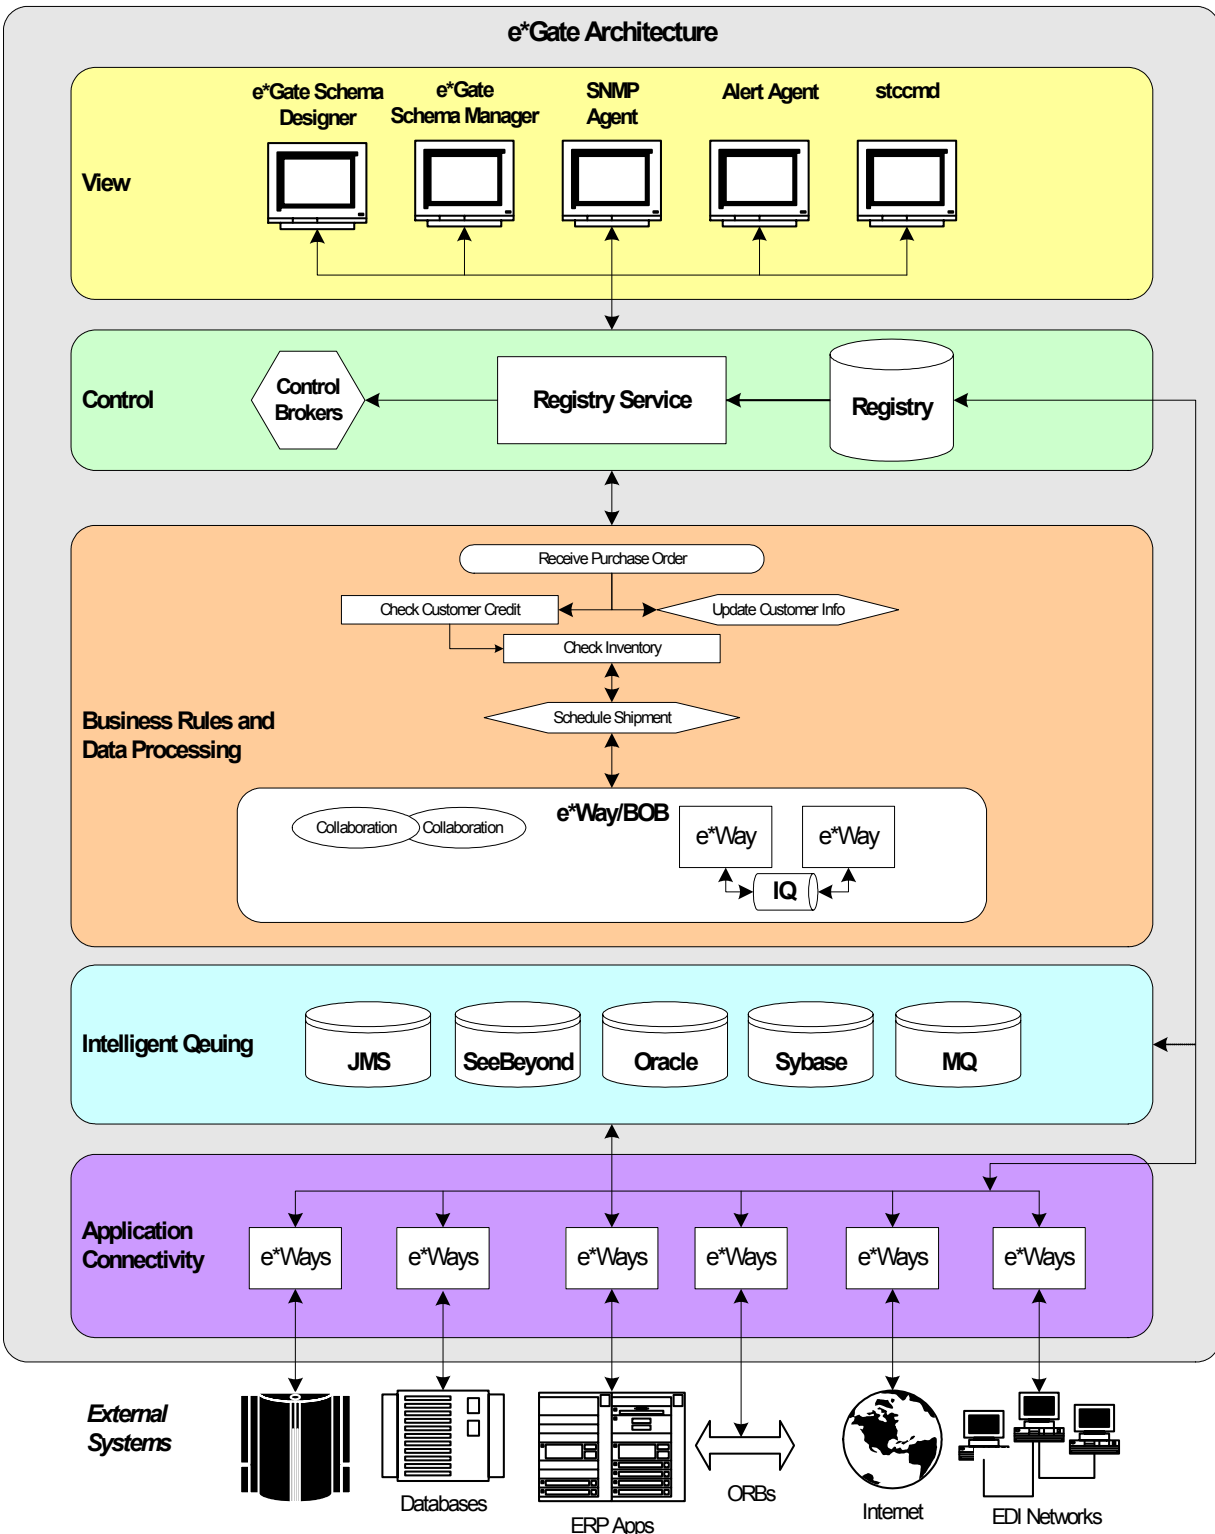 e*Gate Architecture
e*Gate Schema
Designer
e*Gate
Schema Manager
SNMP
Agent
Alert Agent
stccmd
View
Control
Control
Brokers
Registry Service
Registry
Receive Purchase Order
Check Customer Credit
Update Customer Info
Check Inventory
Schedule Shipment
Business Rules and
Data Processing
e*Way/BOB
Collaboration
Collaboration
e*Way
e*Way
IQ
Intelligent Qeuing
JMS
SeeBeyond
Oracle
Sybase
MQ
Application
Connectivity
e*Ways
e*Ways
e*Ways
e*Ways
e*Ways
e*Ways
External
Systems
Databases
ERP Apps
ORBs
Internet
EDI Networks